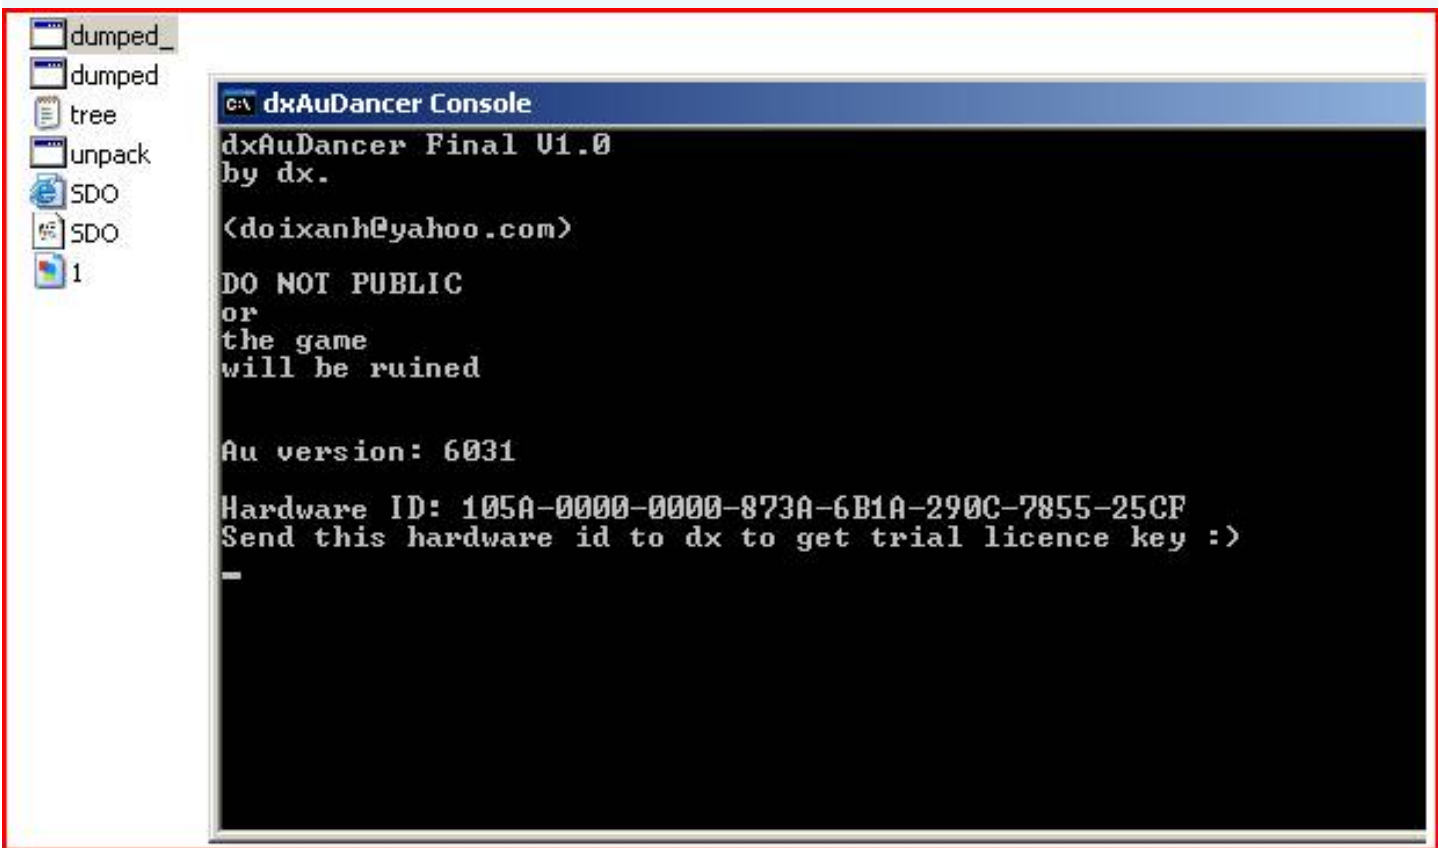 dumped_
dumped
tree
unpack
SDO
SDO
1
C:\ dxAuDancer Console
dxAuDancer Final V1.0
by dx.
(doixanh@yahoo.com)
DO NOT PUBLIC
or
the game
will be ruined
Au version: 6031
Hardware ID: 105A-0000-0000-873A-6B1A-290C-7855-25CF
Send this hardware id to dx to get trial licence key :)